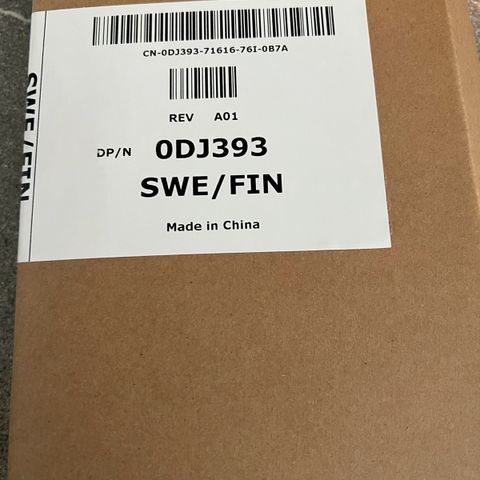 CN-0DJ393-71616-76I-0B7A
REV A01
DP/N 0DJ393
SWE/FIN
Made in China
SWE/FIN